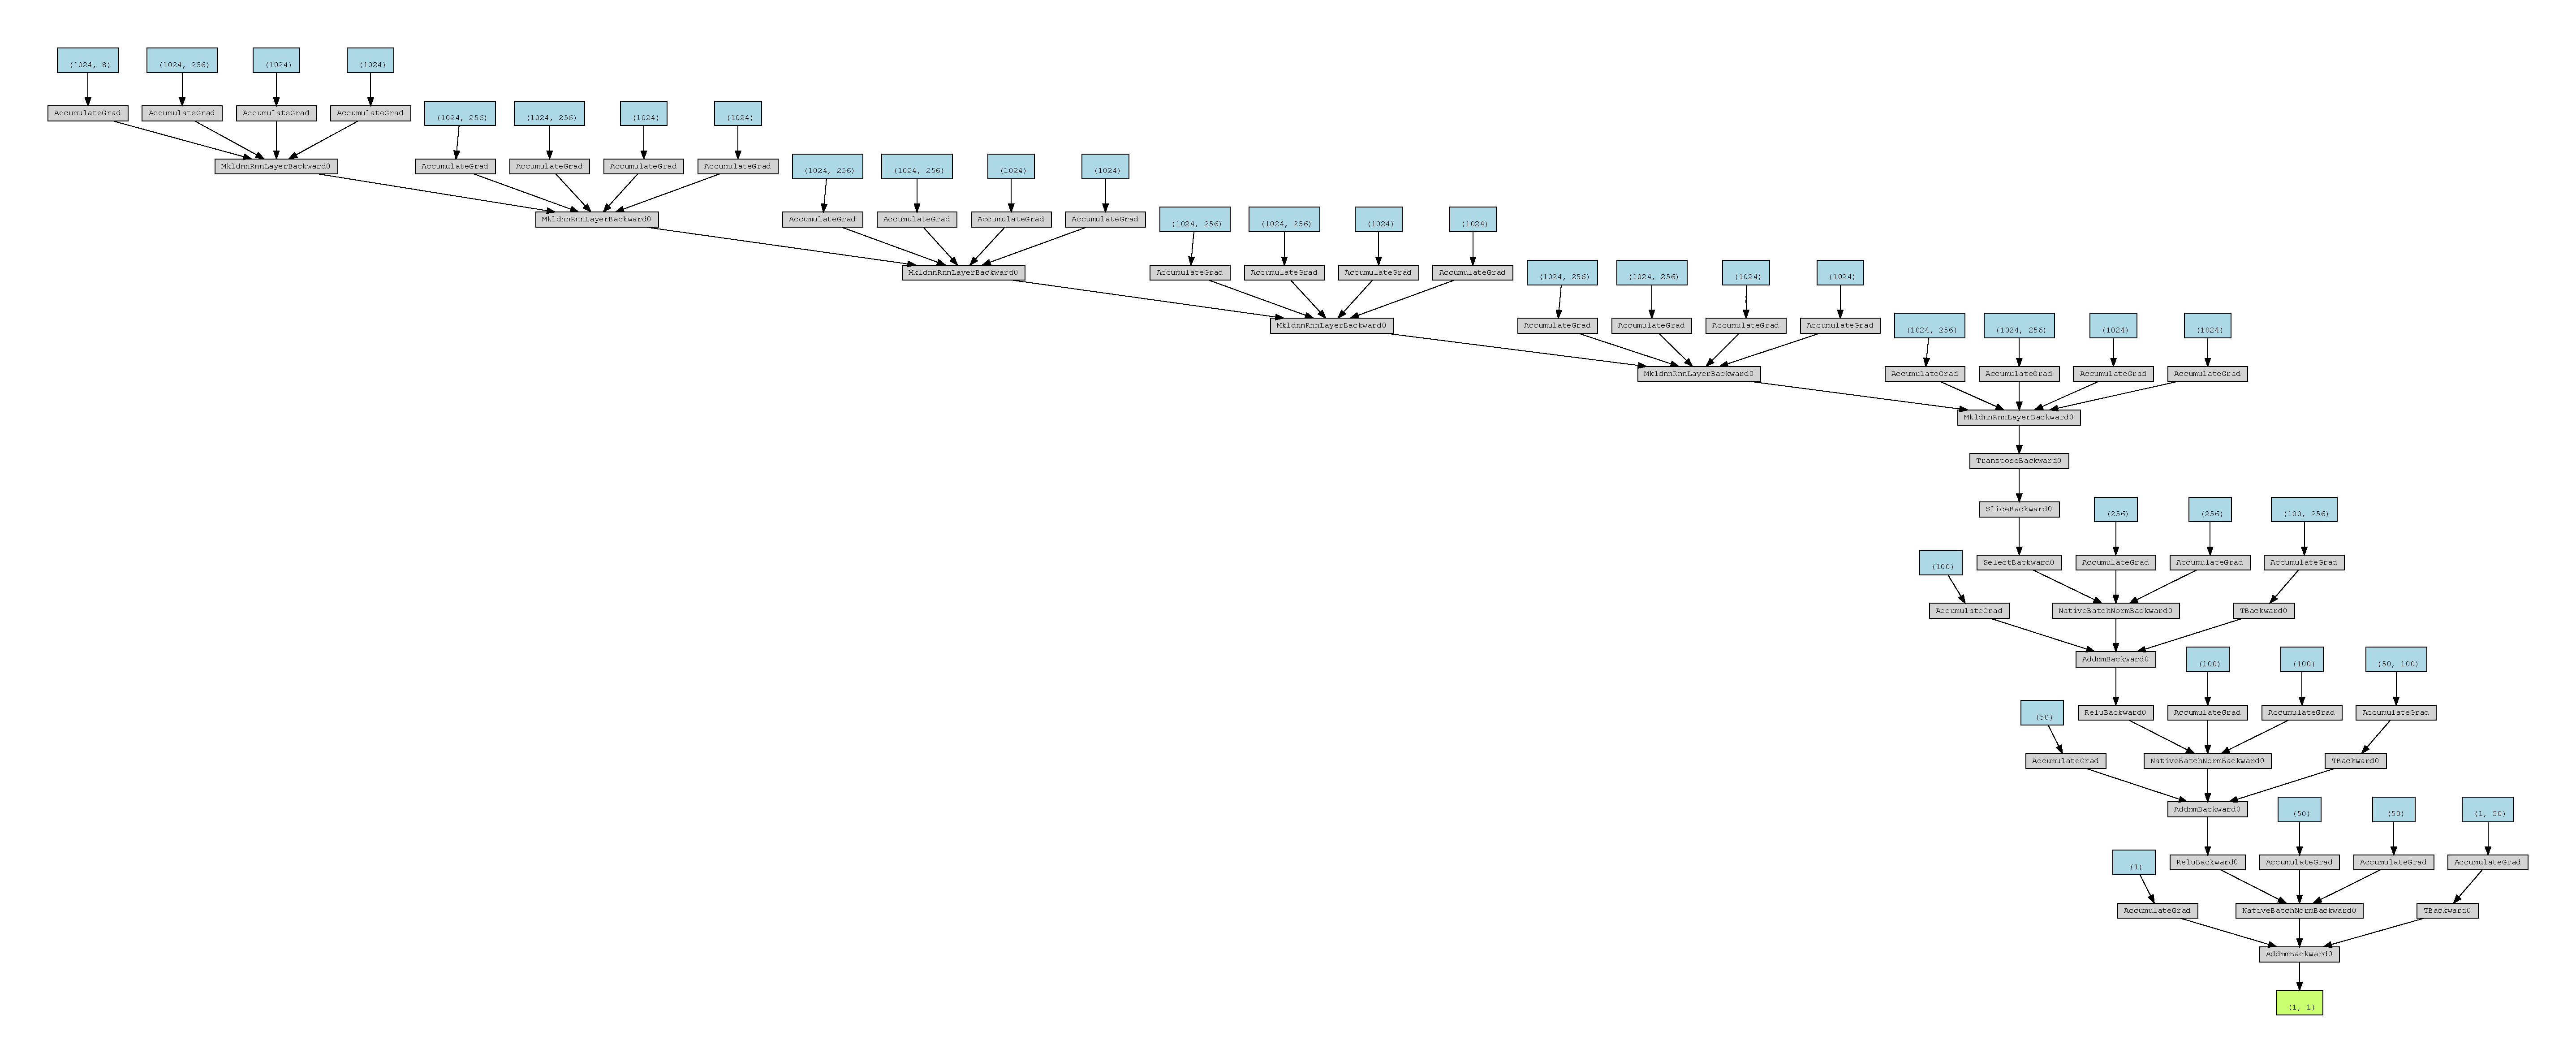 (1024, 8) (1024, 256) (1024) (1024)
AccumulateGrad AccumulateGrad AccumulateGrad AccumulateGrad
(1024, 256) (1024, 256) (1024) (1024)
MkldnnRnnLayerBackward0 AccumulateGrad AccumulateGrad AccumulateGrad AccumulateGrad
(1024, 256) (1024, 256) (1024) (1024)
MkldnnRnnLayerBackward0 AccumulateGrad AccumulateGrad AccumulateGrad AccumulateGrad
(1024, 256) (1024, 256) (1024) (1024)
MkldnnRnnLayerBackward0 AccumulateGrad AccumulateGrad AccumulateGrad AccumulateGrad
(1024, 256) (1024, 256) (1024) (1024)
MkldnnRnnLayerBackward0 AccumulateGrad AccumulateGrad AccumulateGrad AccumulateGrad
(1024, 256) (1024, 256) (1024) (1024)
MkldnnRnnLayerBackward0 AccumulateGrad AccumulateGrad AccumulateGrad AccumulateGrad
MkldnnRnnLayerBackward0
TransposeBackward0
SliceBackward0 (256) (256) (100, 256)
(100) SelectBackward0 AccumulateGrad AccumulateGrad AccumulateGrad
AccumulateGrad NativeBatchNormBackward0 TBackward0
AddmmBackward0 (100) (100) (50, 100)
(50) ReluBackward0 AccumulateGrad AccumulateGrad AccumulateGrad
AccumulateGrad NativeBatchNormBackward0 TBackward0
AddmmBackward0 (50) (50) (1, 50)
(1) ReluBackward0 AccumulateGrad AccumulateGrad AccumulateGrad
AccumulateGrad NativeBatchNormBackward0 TBackward0
AddmmBackward0
(1, 1)